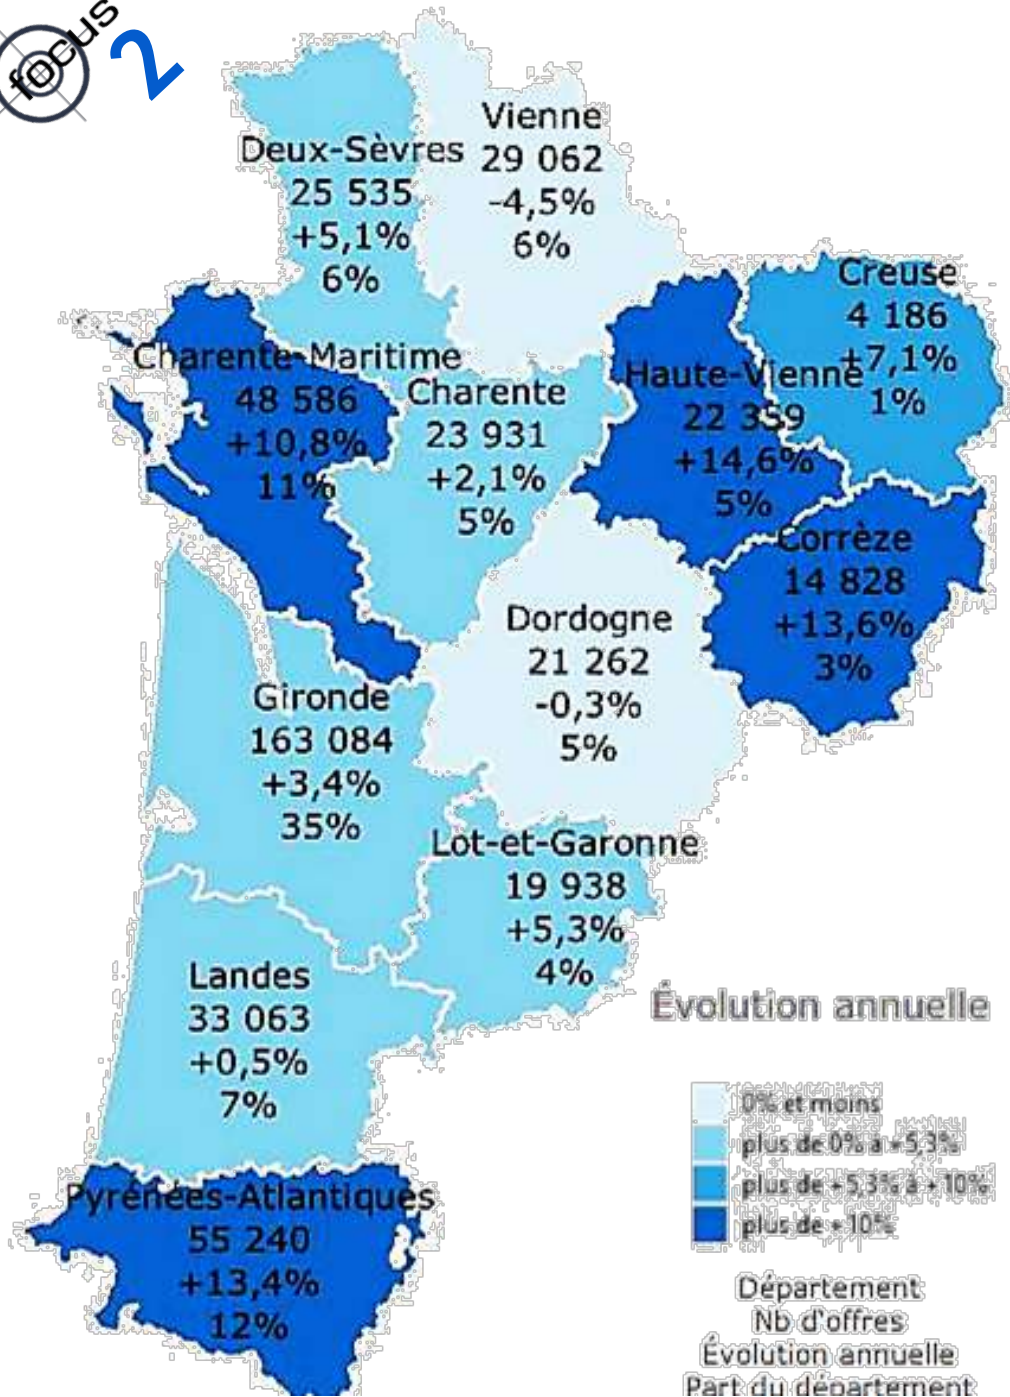 focus
2
Vienne
29 062
-4,5%
6%
Deux-Sèvres
25 535
+5,1%
6%
Creuse
4 186
+7,1%
1%
Charente-Maritime
48 586
+10,8%
11%
Charente
23 931
+2,1%
5%
Haute-Vienne
22 359
+14,6%
5%
Corrèze
14 828
+13,6%
3%
Dordogne
21 262
-0,3%
5%
Gironde
163 084
+3,4%
35%
Lot-et-Garonne
19 938
+5,3%
4%
Landes
33 063
+0,5%
7%
Pyrénées-Atlantiques
55 240
+13,4%
12%
Évolution annuelle
0% et moins
plus de 0% à +5,3%
plus de +5,3% à +10%
plus de +10%
Département
Nb d'offres
Évolution annuelle
Part du département